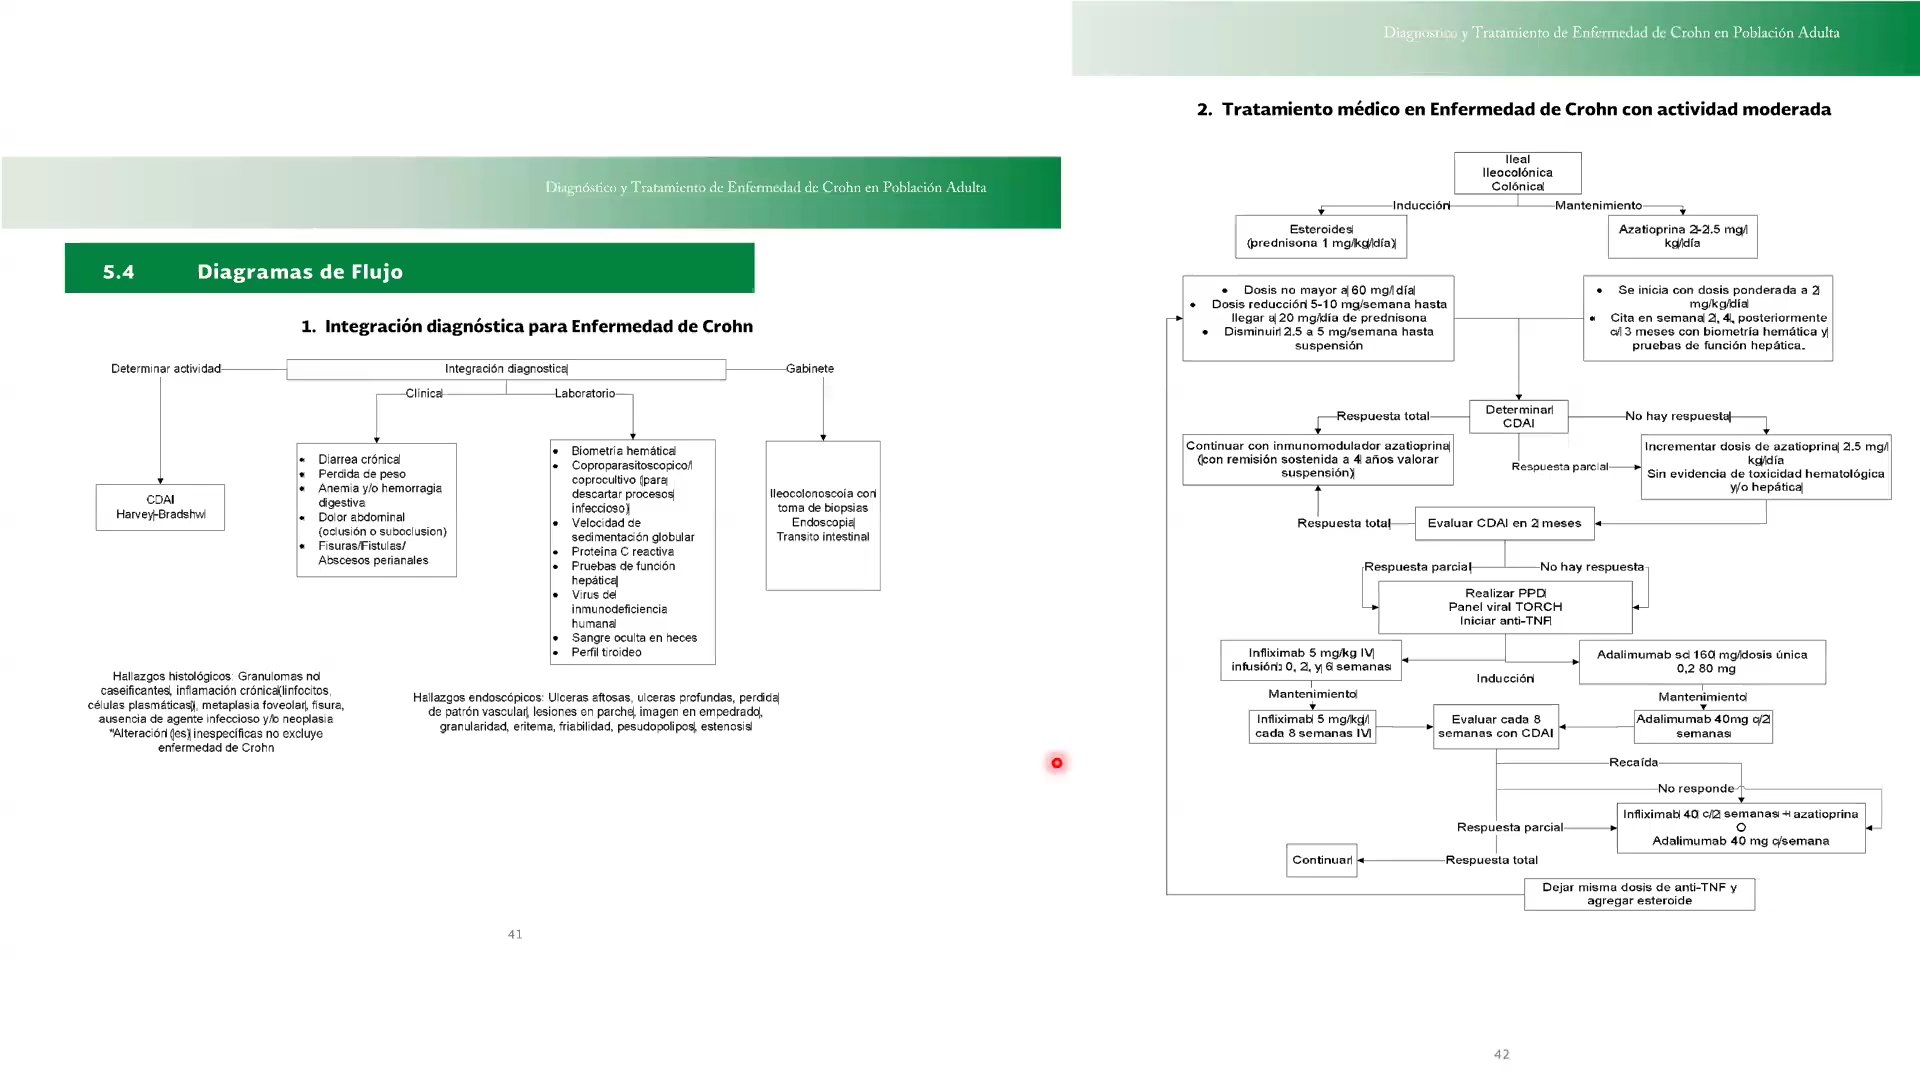 Diagnóstico y Tratamiento de Enfermedad de Crohn en Población Adulta
5.4 Diagramas de Flujo
1. Integración diagnóstica para Enfermedad de Crohn
Determinar actividad
Integración diagnostica
Gabinete
Clínica
Laboratorio
CDAI
Harvey-Bradshwl
Diarrea crónica
Perdida de peso
Anemia y/o hemorragia
digestiva
Dolor abdominal
(oclusión o suboclusion)
Fisuras/Fistulas/
Abscesos perianales
Biometría hemática
Coproparasitoscopico/
coprocultivo (para
descartar procesos
infeccioso)
Velocidad de
sedimentación globular
Proteína C reactiva
Pruebas de función
hepática
Virus de
inmunodeficiencia
humana
Sangre oculta en heces
Perfil tiroideo
Ileocolonoscoía con
toma de biopsias
Endoscopia
Transito intestinal
Hallazgos histológicos: Granulomas no
caseificantes, inflamación crónica(linfocitos,
células plasmáticas), metaplasia foveolar, fisura,
ausencia de agente infeccioso y/o neoplasia
*Alteración (es) inespecíficas no excluye
enfermedad de Crohn
Hallazgos endoscópicos: Ulceras aftosas, ulceras profundas, perdida
de patrón vascular, lesiones en parche, imagen en empedrado,
granularidad, eritema, friabilidad, pesudopolipos, estenosis
41
Diagnóstico y Tratamiento de Enfermedad de Crohn en Población Adulta
2. Tratamiento médico en Enfermedad de Crohn con actividad moderada
Ileal
Ileocolónica
Colónica
Inducción
Mantenimiento
Esteroides
(prednisona 1 mg/kg/día)
Azatioprina 2-2.5 mg/
kg/día
Dosis no mayor a 60 mg/día
Dosis reducción 5-10 mg/semana hasta
llegar a 20 mg/día de prednisona
Disminuir 2.5 a 5 mg/semana hasta
suspensión
Se inicia con dosis ponderada a 2
mg/kg/día
Cita en semana 2, 4, posteriormente
c/ 3 meses con biometría hemática y
pruebas de función hepática.
Respuesta total
Determinar
CDAI
No hay respuesta
Continuar con inmunomodulador azatioprina
(con remisión sostenida a 4 años valorar
suspensión)
Respuesta parcial
Incrementar dosis de azatioprina 2.5 mg/
kg/día
Sin evidencia de toxicidad hematológica
y/o hepática
Respuesta total
Evaluar CDAI en 2 meses
Respuesta parcial
No hay respuesta
Realizar PPD
Panel viral TORCH
Iniciar anti-TNF
Infliximab 5 mg/kg IV
infusión: 0, 2, y 6 semanas
Adalimumab sc 160 mg/dosis única
0,2 80 mg
Inducción
Mantenimiento
Mantenimiento
Infliximab 5 mg/kg/
cada 8 semanas IV
Evaluar cada 8
semanas con CDAI
Adalimumab 40mg c/2
semanas
Recaída
No responde
Infliximab 40 c/2 semanas + azatioprina
O
Adalimumab 40 mg c/semana
Respuesta parcial
Continuar
Respuesta total
Dejar misma dosis de anti-TNF y
agregar esteroide
42